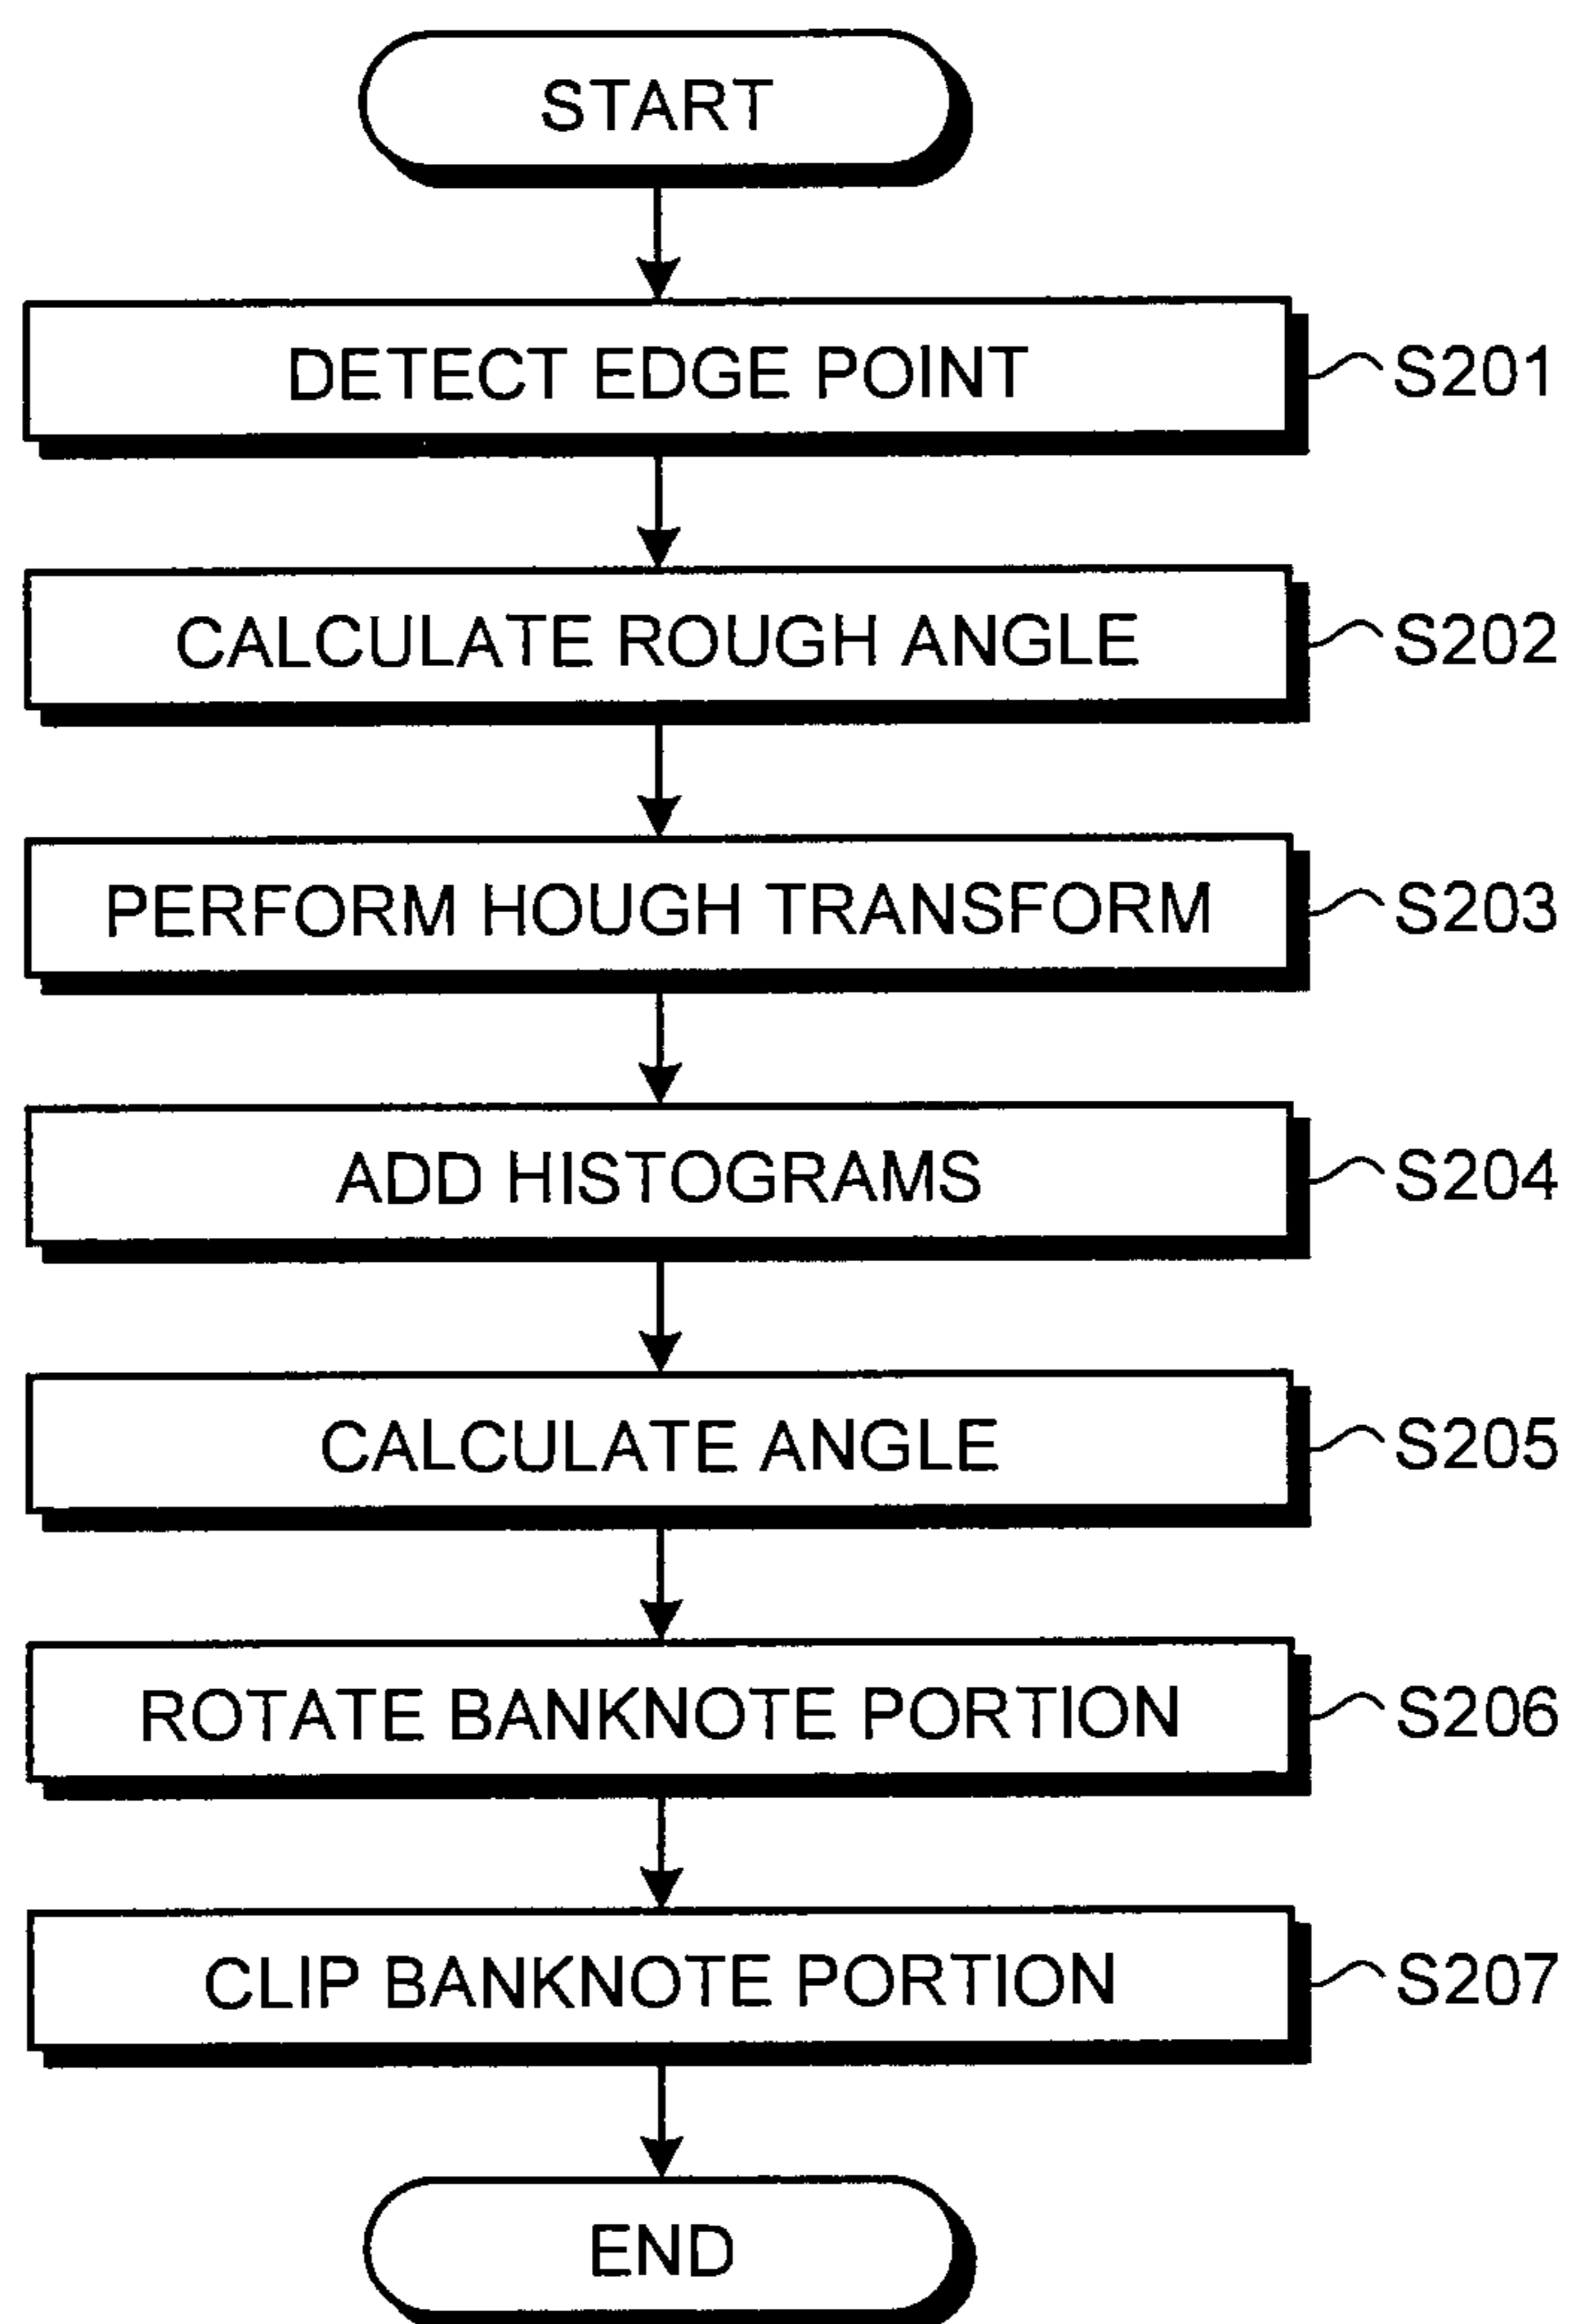 START
DETECT EDGE POINT
S201
CALCULATE ROUGH ANGLE
S202
PERFORM HOUGH TRANSFORM
S203
ADD HISTOGRAMS
S204
CALCULATE ANGLE
S205
ROTATE BANKNOTE PORTION
S206
CLIP BANKNOTE PORTION
S207
END